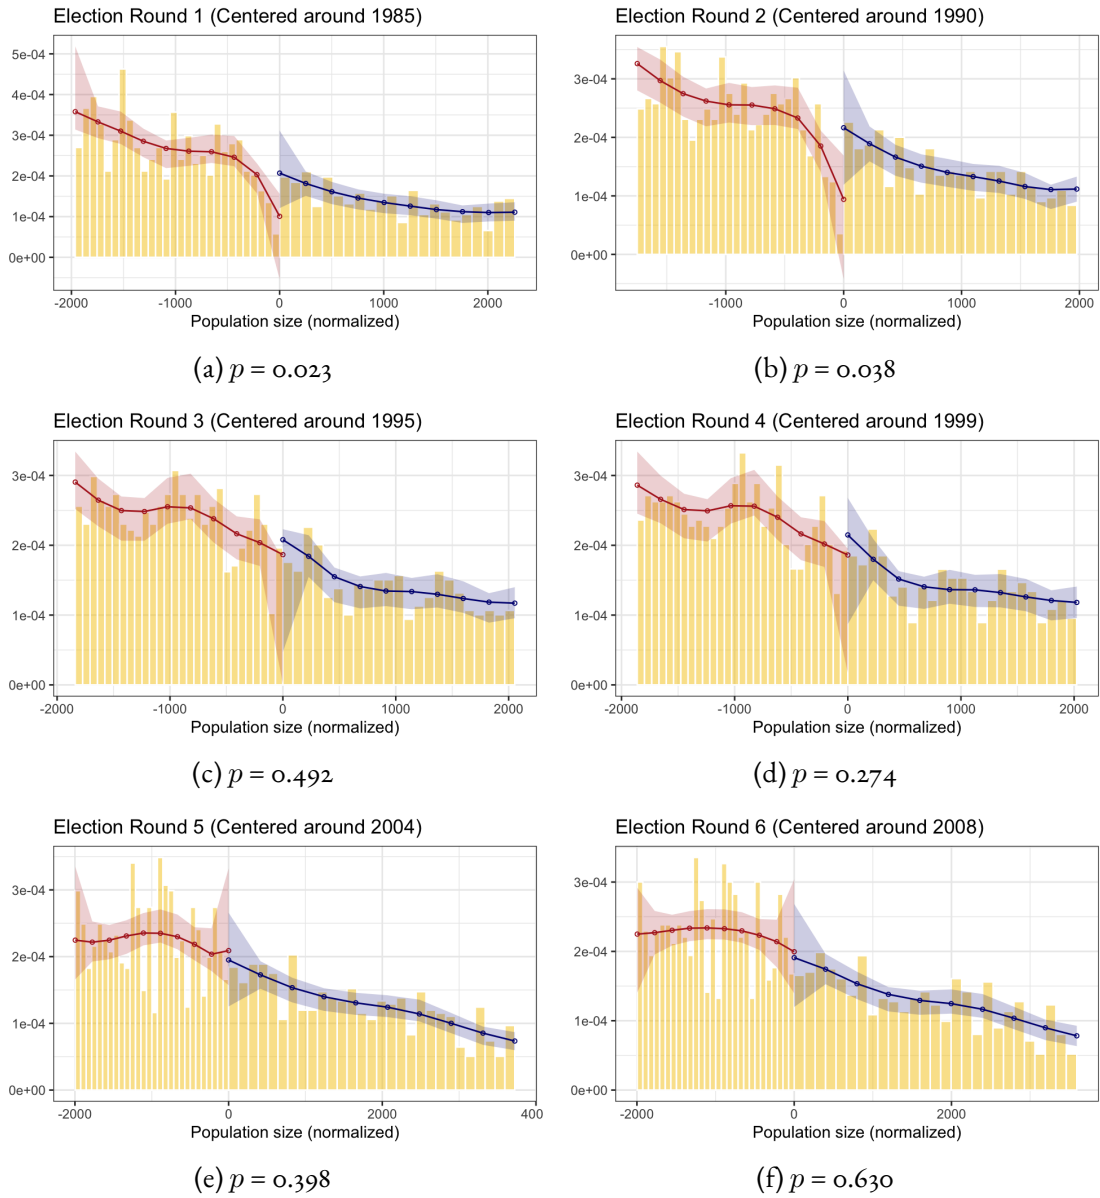 Election Round 1 (Centered around 1985)
5e-04
4e-04
3e-04
2e-04
1e-04
0e+00
-2000 -1000 0 1000 2000
Population size (normalized)
(a) p = 0.023
Election Round 2 (Centered around 1990)
3e-04
2e-04
1e-04
0e+00
-1000 0 1000 2000
Population size (normalized)
(b) p = 0.038
Election Round 3 (Centered around 1995)
3e-04
2e-04
1e-04
0e+00
-2000 -1000 0 1000 2000
Population size (normalized)
(c) p = 0.492
Election Round 4 (Centered around 1999)
3e-04
2e-04
1e-04
0e+00
-2000 -1000 0 1000 2000
Population size (normalized)
(d) p = 0.274
Election Round 5 (Centered around 2004)
3e-04
2e-04
1e-04
0e+00
-2000 0 2000 400
Population size (normalized)
(e) p = 0.398
Election Round 6 (Centered around 2008)
3e-04
2e-04
1e-04
0e+00
-2000 0 2000
Population size (normalized)
(f) p = 0.630